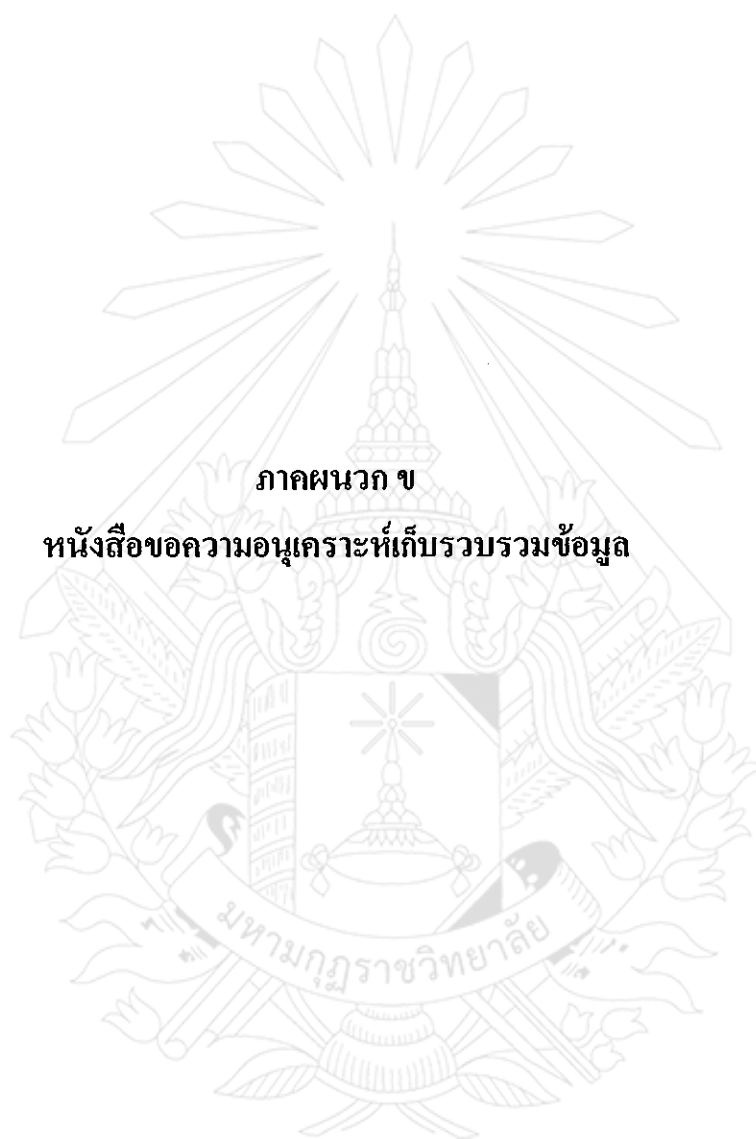 ภาคผนวก ข
หนังสือขอความอนุเคราะห์เก็บรวบรวมข้อมูล
มหามกุฏราชวิทยาลัย